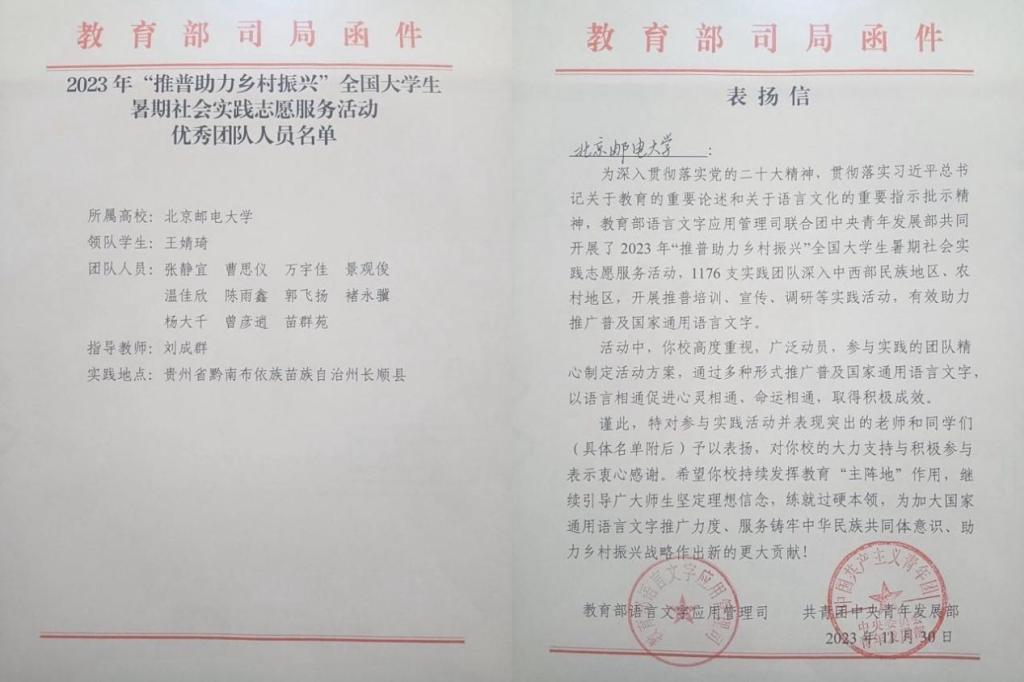 教育部司局函件
2023年“推普助力乡村振兴”全国大学生
暑期社会实践志愿服务活动
优秀团队人员名单
所属高校：北京邮电大学
领队学生：王婧琦
团队人员：张静宜 曹思仪 万宇佳 景观俊
温佳欣 陈雨鑫 郭飞扬 褚永骥
杨大千 曾彦逍 苗群苑
指导教师：刘成群
实践地点：贵州省黔南布依族苗族自治州长顺县
教育部司局函件
表扬信
北京邮电大学：
为深入贯彻落实党的二十大精神，贯彻落实习近平总书
记关于教育的重要论述和关于语言文化的重要指示批示精
神，教育部语言文字应用管理司联合团中央青年发展部共同
开展了2023年“推普助力乡村振兴”全国大学生暑期社会实
践志愿服务活动，1176支实践团队深入中西部民族地区、农
村地区，开展推普培训、宣传、调研等实践活动，有效助力
推广普及国家通用语言文字。
活动中，你校高度重视，广泛动员，参与实践的团队精
心制定活动方案，通过多种形式推广普及国家通用语言文字，
以语言相通促进心灵相通、命运相通，取得积极成效。
谨此，特对参与实践活动并表现突出的老师和同学们
（具体名单附后）予以表扬，对你校的大力支持与积极参与
表示衷心感谢。希望你校持续发挥教育“主阵地”作用，继
续引导广大师生坚定理想信念，练就过硬本领，为加大国家
通用语言文字推广力度、服务铸牢中华民族共同体意识、助
力乡村振兴战略作出新的更大贡献！
教育部语言文字应用管理司 共青团中央青年发展部
2023年11月30日
教育部语言文字应用管理司
中国共产主义青年团